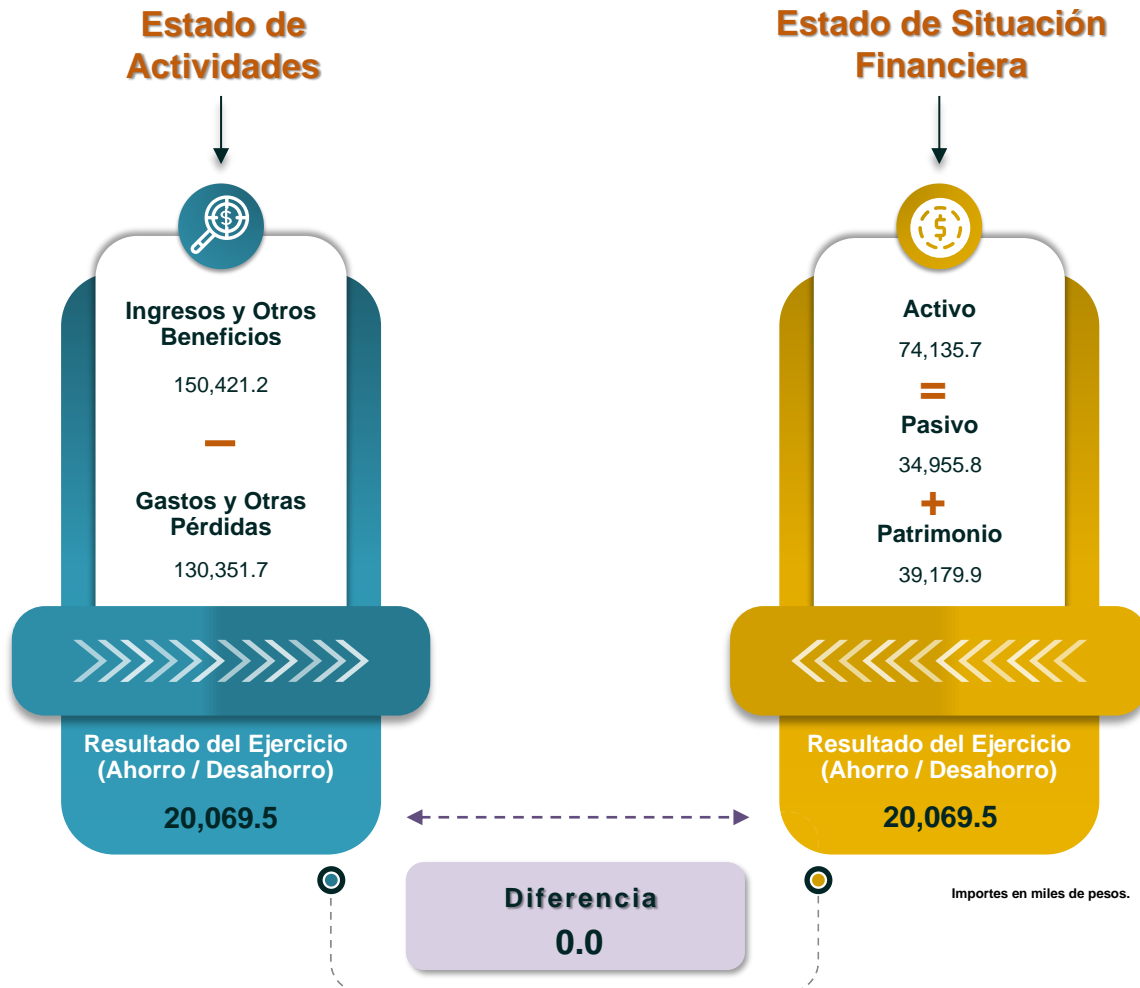 Estado de
Actividades
Ingresos y Otros
Beneficios
150,421.2
−
Gastos y Otras
Pérdidas
130,351.7
Resultado del Ejercicio
(Ahorro / Desahorro)
20,069.5
Estado de Situación
Financiera
$
Activo
74,135.7
=
Pasivo
34,955.8
+
Patrimonio
39,179.9
Resultado del Ejercicio
(Ahorro / Desahorro)
20,069.5
Diferencia
0.0
Importes en miles de pesos.